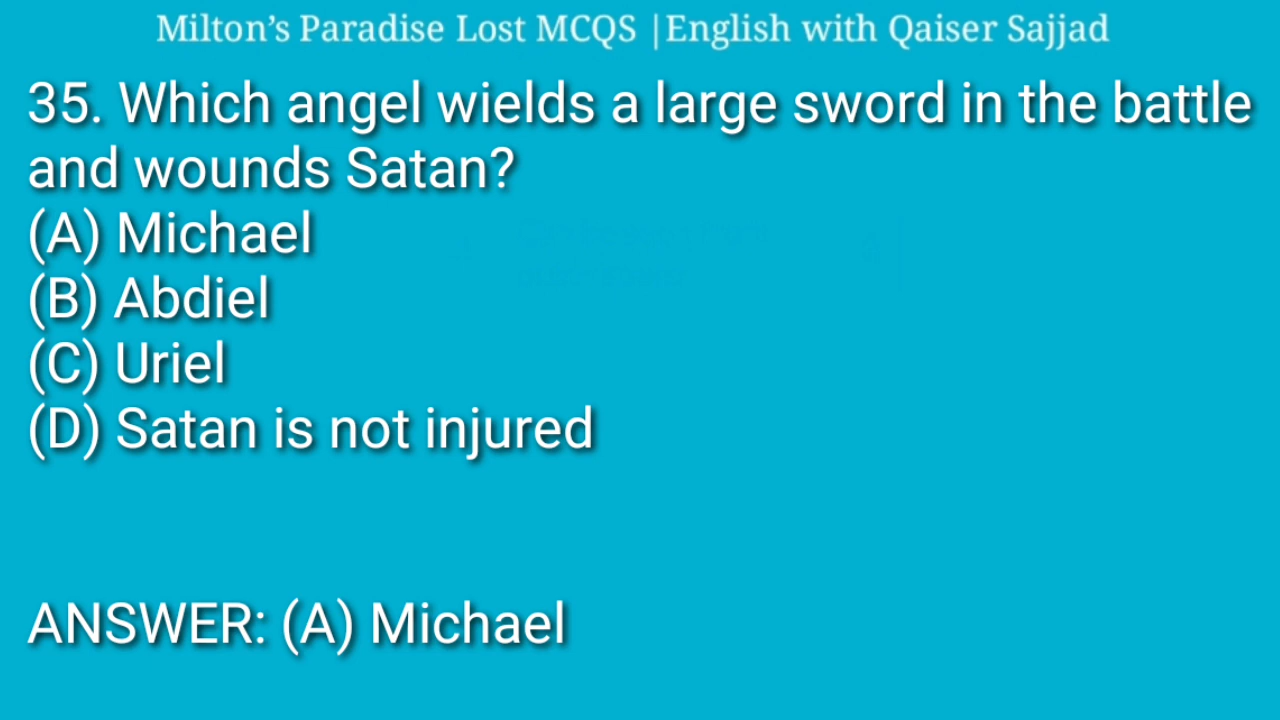 Milton’s Paradise Lost MCQS |English with Qaiser Sajjad
35. Which angel wields a large sword in the battle
and wounds Satan?
(A) Michael
(B) Abdiel
(C) Uriel
(D) Satan is not injured
ANSWER: (A) Michael